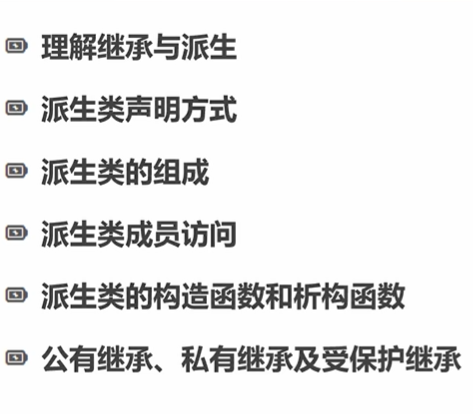 理解继承与派生
派生类声明方式
派生类的组成
派生类成员访问
派生类的构造函数和析构函数
公有继承、私有继承及受保护继承